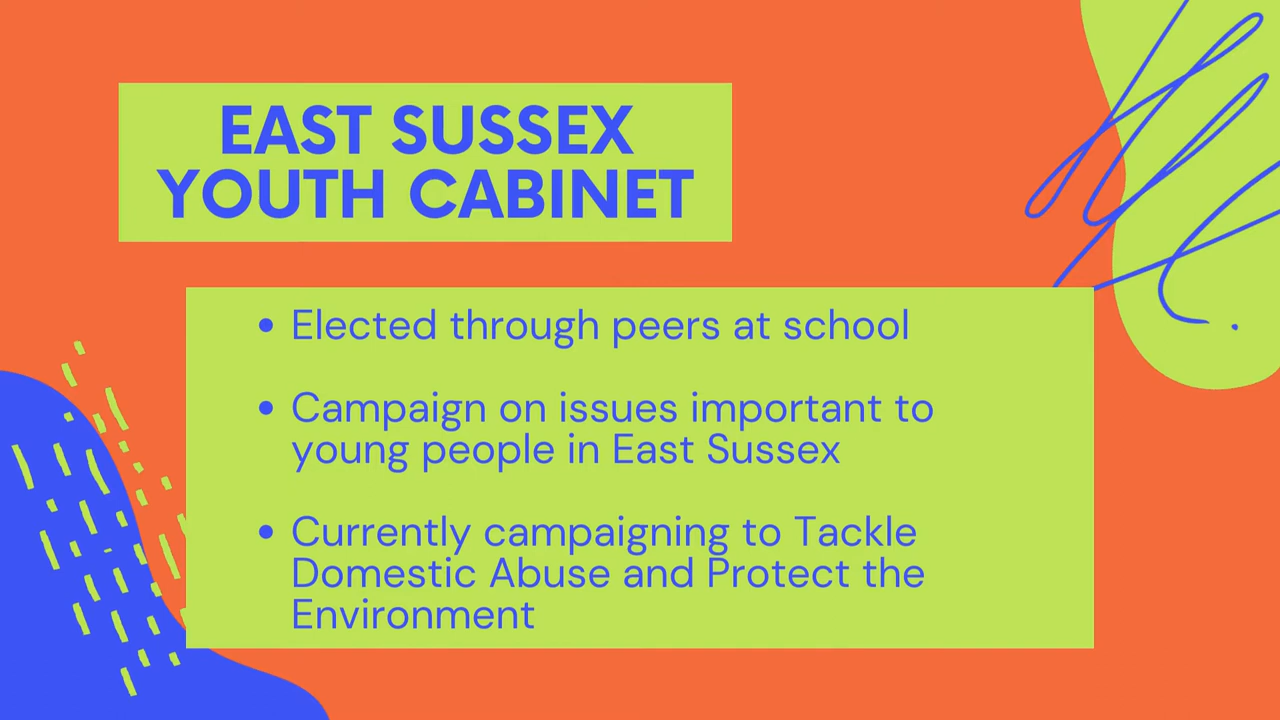 EAST SUSSEX
YOUTH CABINET
• Elected through peers at school
• Campaign on issues important to
young people in East Sussex
• Currently campaigning to Tackle
Domestic Abuse and Protect the
Environment